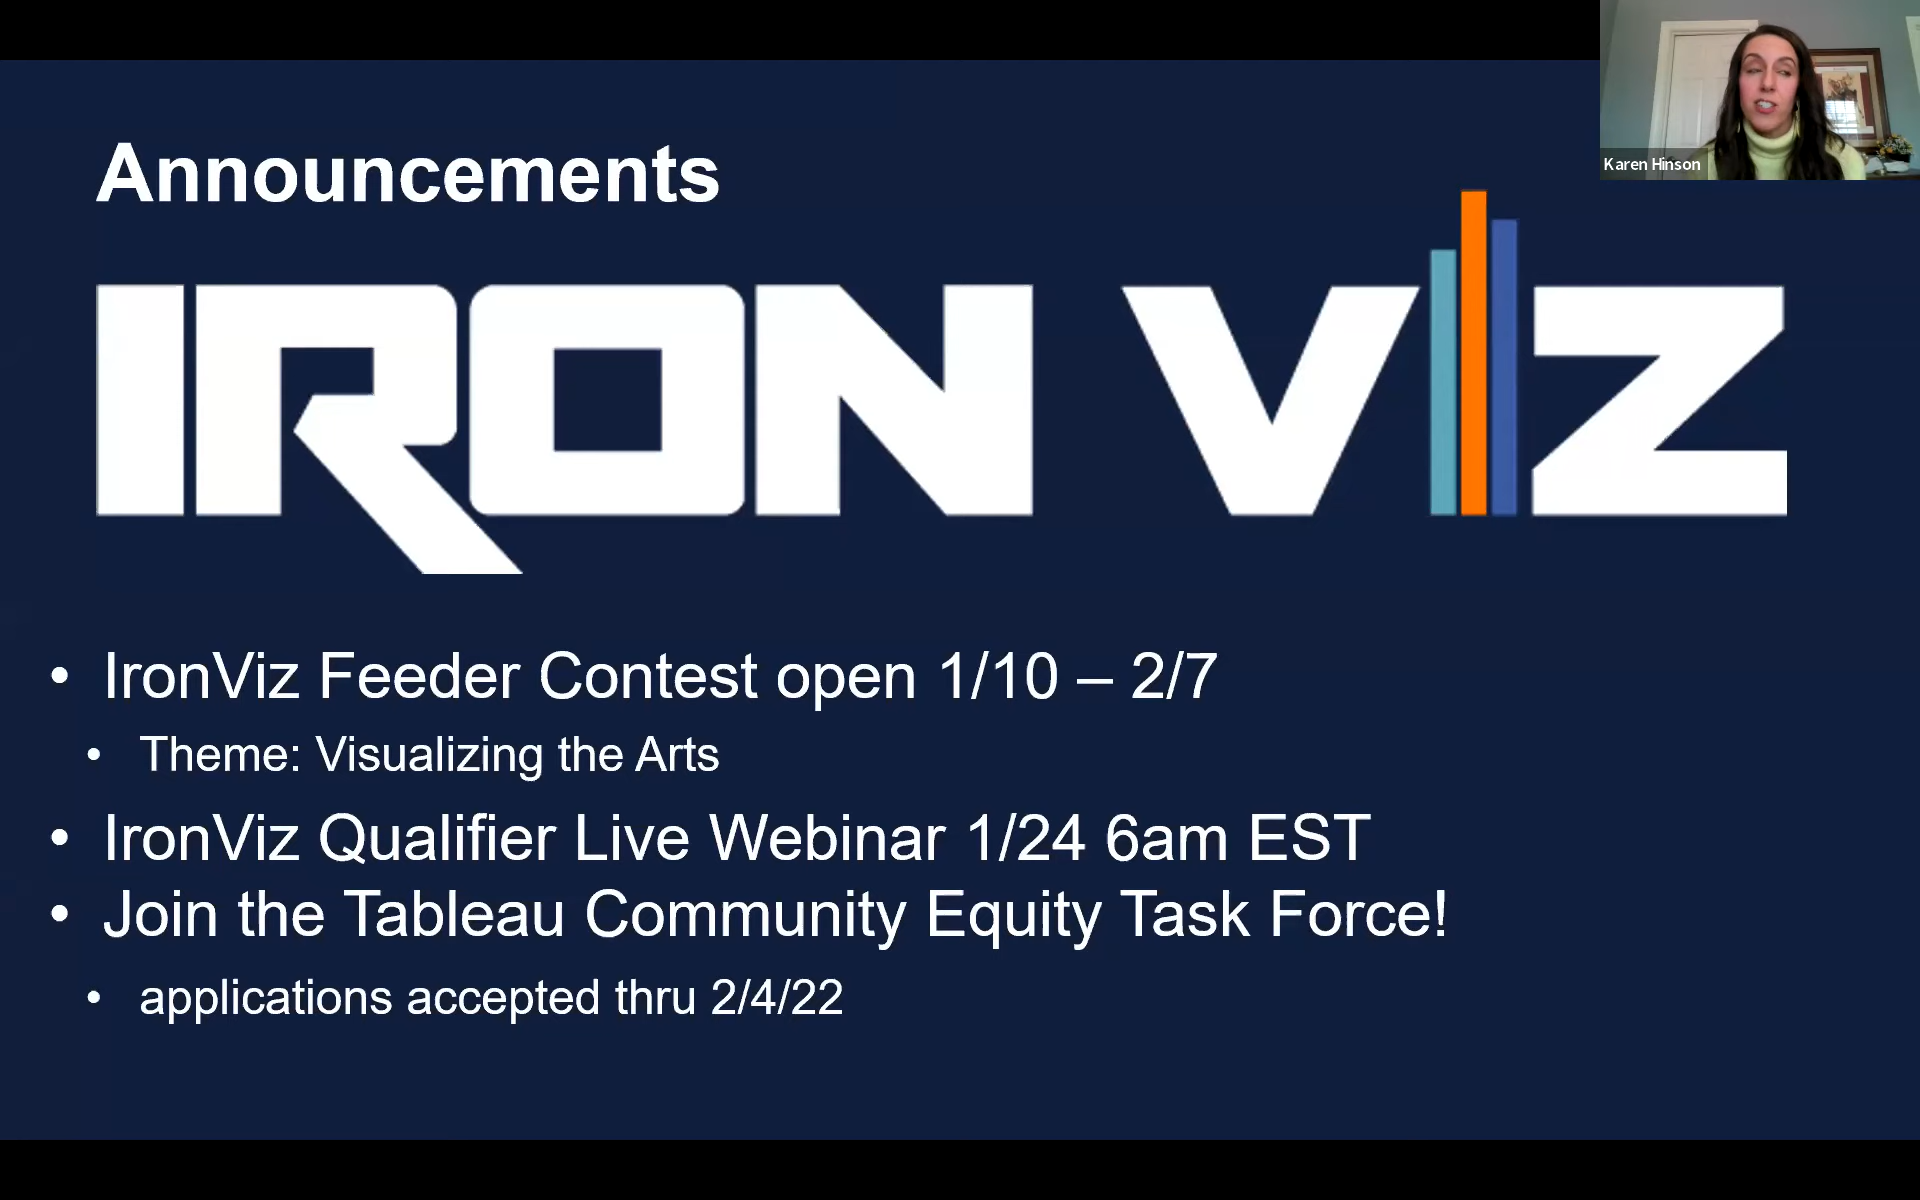 Karen Hinson
Announcements
IRON VIZ
• IronViz Feeder Contest open 1/10 – 2/7
• Theme: Visualizing the Arts
• IronViz Qualifier Live Webinar 1/24 6am EST
• Join the Tableau Community Equity Task Force!
• applications accepted thru 2/4/22